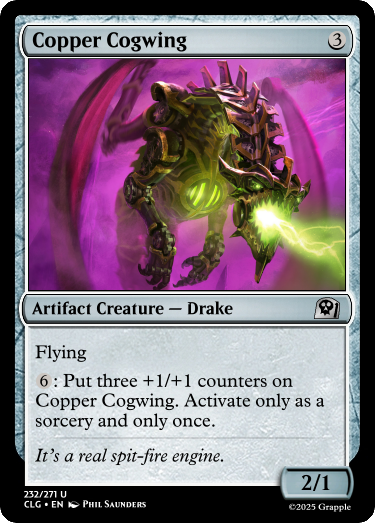 Copper Cogwing 3
Artifact Creature — Drake
Flying
6: Put three +1/+1 counters on
Copper Cogwing. Activate only as a
sorcery and only once.
It's a real spit-fire engine.
2/1
232/271 U
CLG • EN Phil Saunders
©2025 Grapple